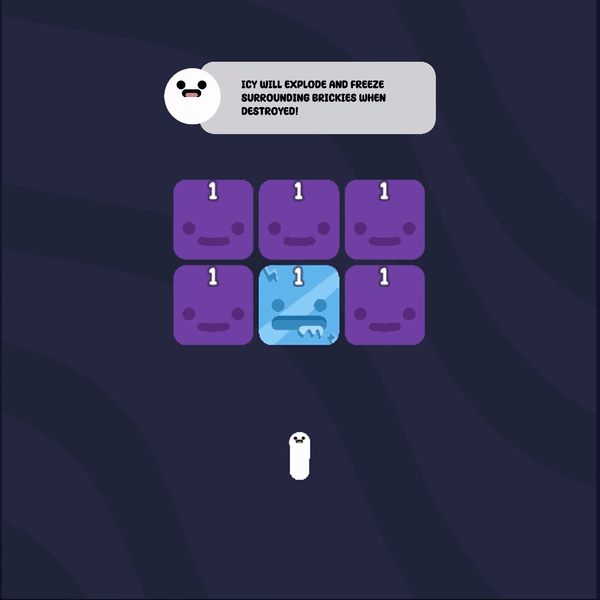 ICY WILL EXPLODE AND FREEZE
SURROUNDING BRICKIES WHEN
DESTROYED!
1 1 1
1 1 1